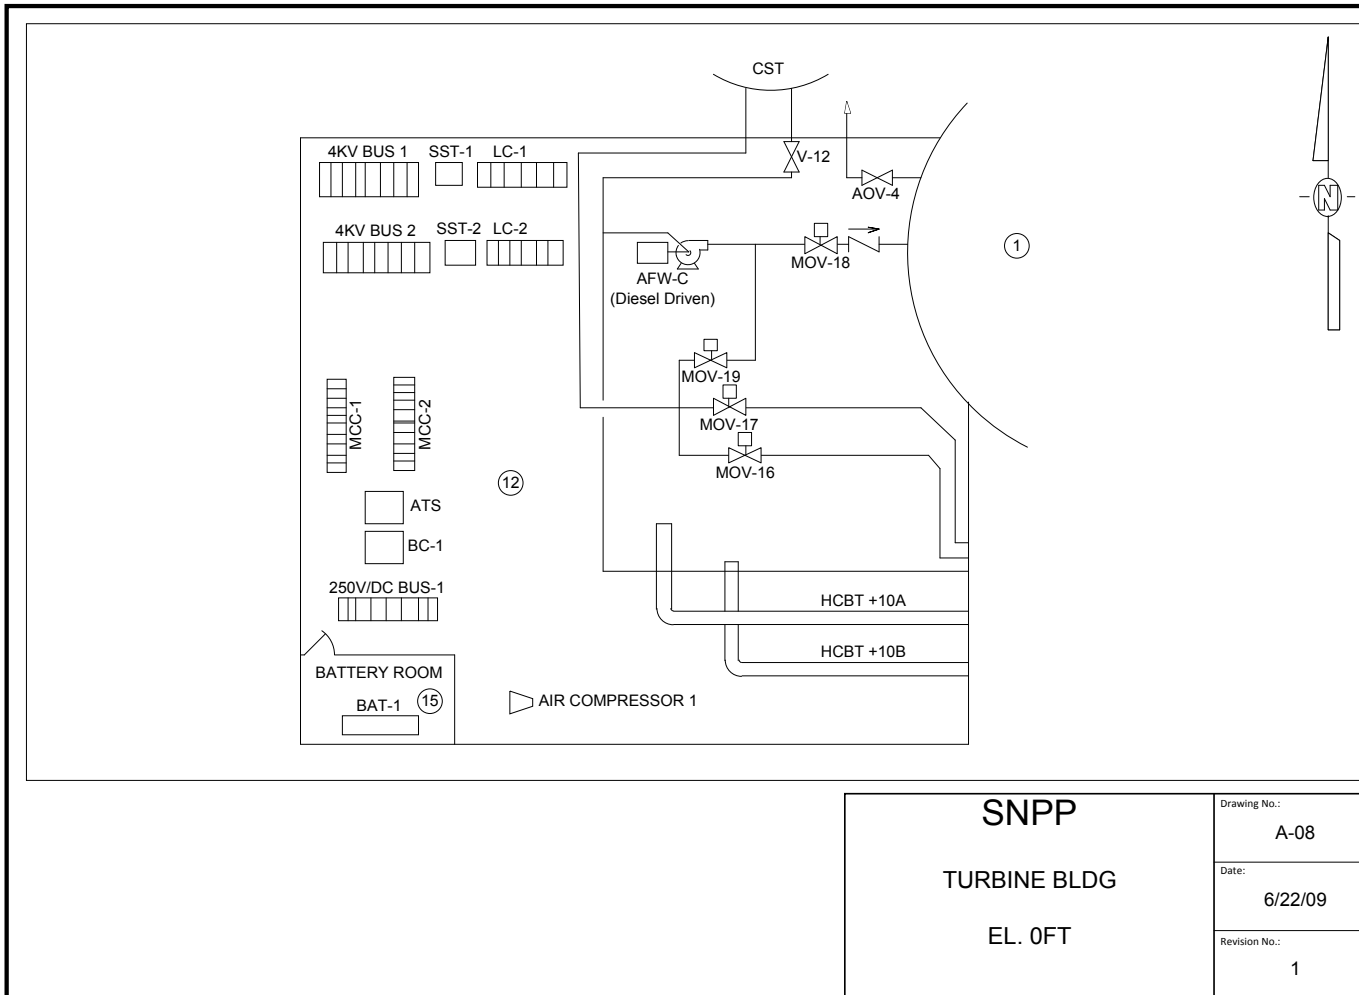 CST
4KV BUS 1
SST-1
LC-1
V-12
AOV-4
N
4KV BUS 2
SST-2
LC-2
1
MOV-18
AFW-C
(Diesel Driven)
MOV-19
MCC-1
MCC-2
MOV-17
MOV-16
12
ATS
BC-1
250V/DC BUS-1
HCBT +10A
HCBT +10B
BATTERY ROOM
15
BAT-1
AIR COMPRESSOR 1
SNPP
TURBINE BLDG
EL. 0FT
Drawing No.:
A-08
Date:
6/22/09
Revision No.:
1